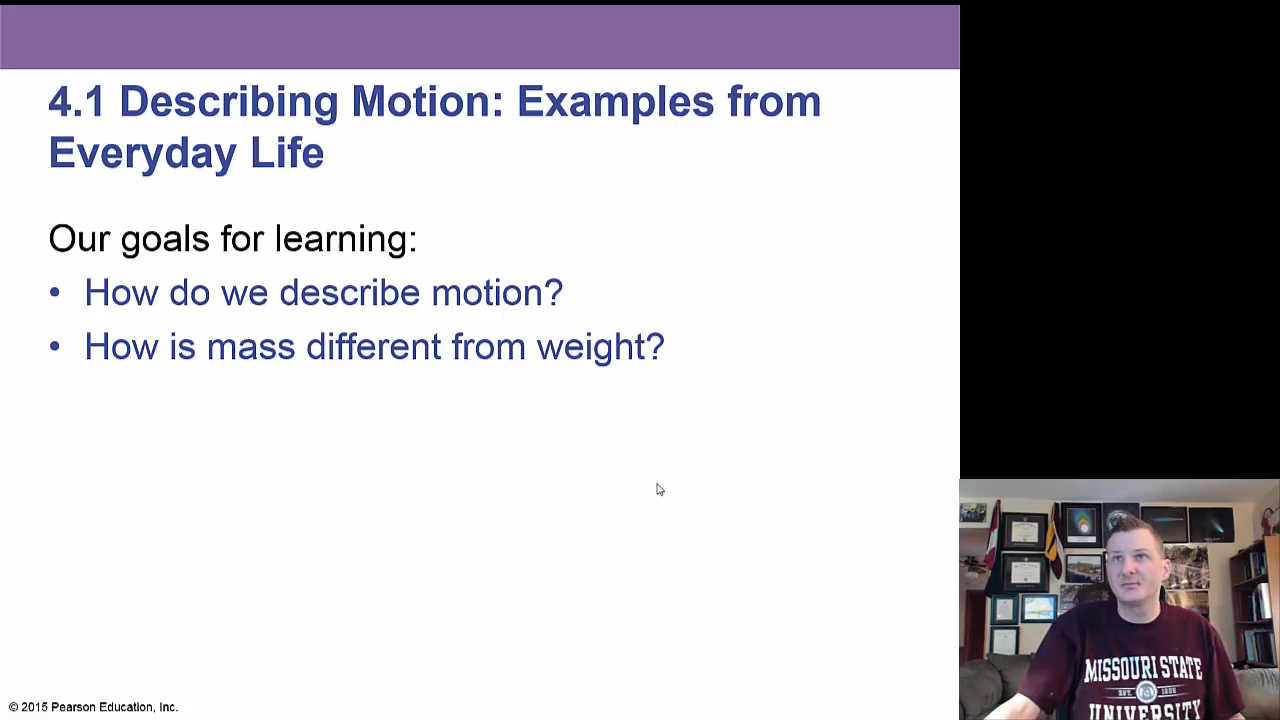 4.1 Describing Motion: Examples from
Everyday Life
Our goals for learning:
• How do we describe motion?
• How is mass different from weight?
© 2015 Pearson Education, Inc.
MISSOURI STATE
UNIVERSITY